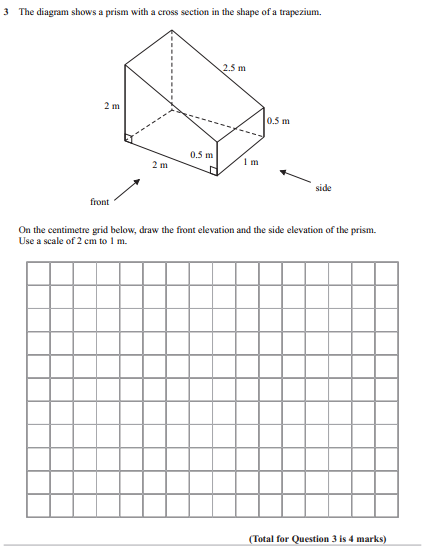 3 The diagram shows a prism with a cross section in the shape of a trapezium.
2.5 m
2 m
0.5 m
0.5 m
2 m
1 m
side
front
On the centimetre grid below, draw the front elevation and the side elevation of the prism.
Use a scale of 2 cm to 1 m.
(Total for Question 3 is 4 marks)